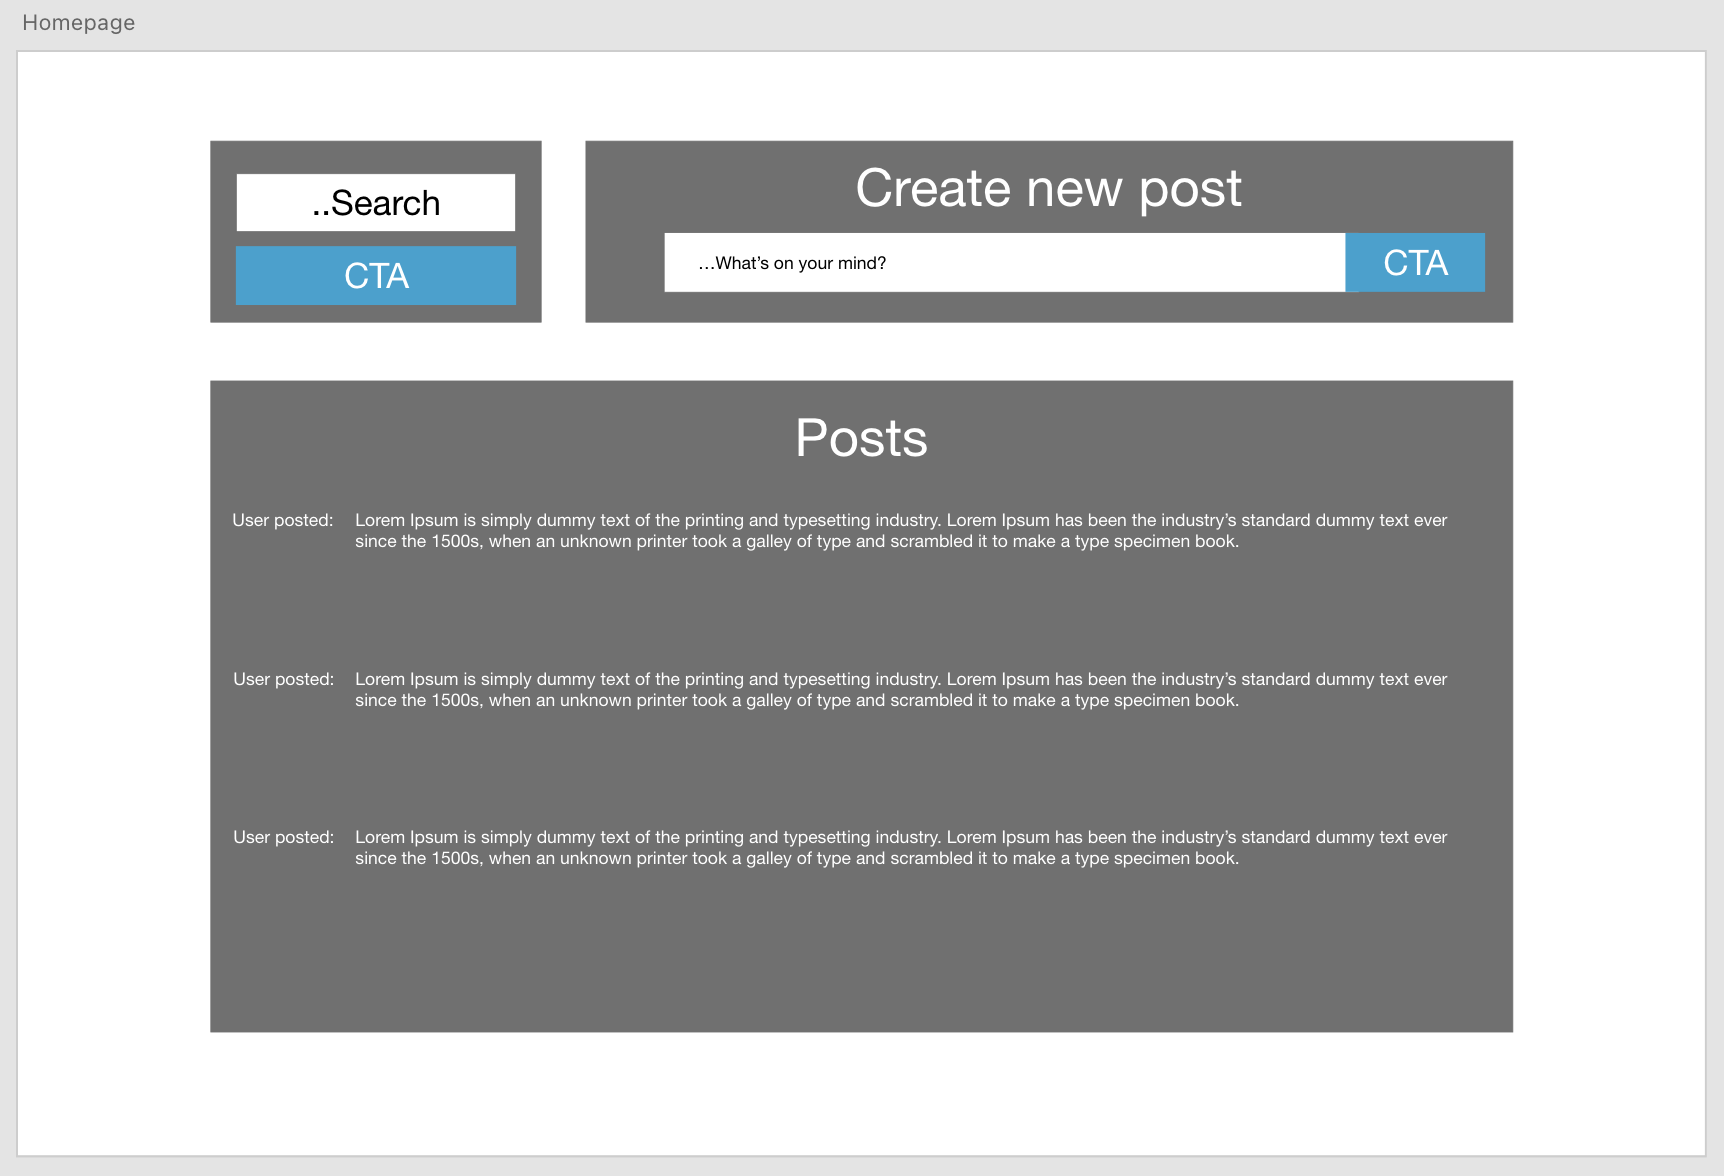 Homepage
..Search
CTA
Create new post
…What’s on your mind?
CTA
Posts
User posted:
Lorem Ipsum is simply dummy text of the printing and typesetting industry. Lorem Ipsum has been the industry’s standard dummy text ever
since the 1500s, when an unknown printer took a galley of type and scrambled it to make a type specimen book.
User posted:
Lorem Ipsum is simply dummy text of the printing and typesetting industry. Lorem Ipsum has been the industry’s standard dummy text ever
since the 1500s, when an unknown printer took a galley of type and scrambled it to make a type specimen book.
User posted:
Lorem Ipsum is simply dummy text of the printing and typesetting industry. Lorem Ipsum has been the industry’s standard dummy text ever
since the 1500s, when an unknown printer took a galley of type and scrambled it to make a type specimen book.